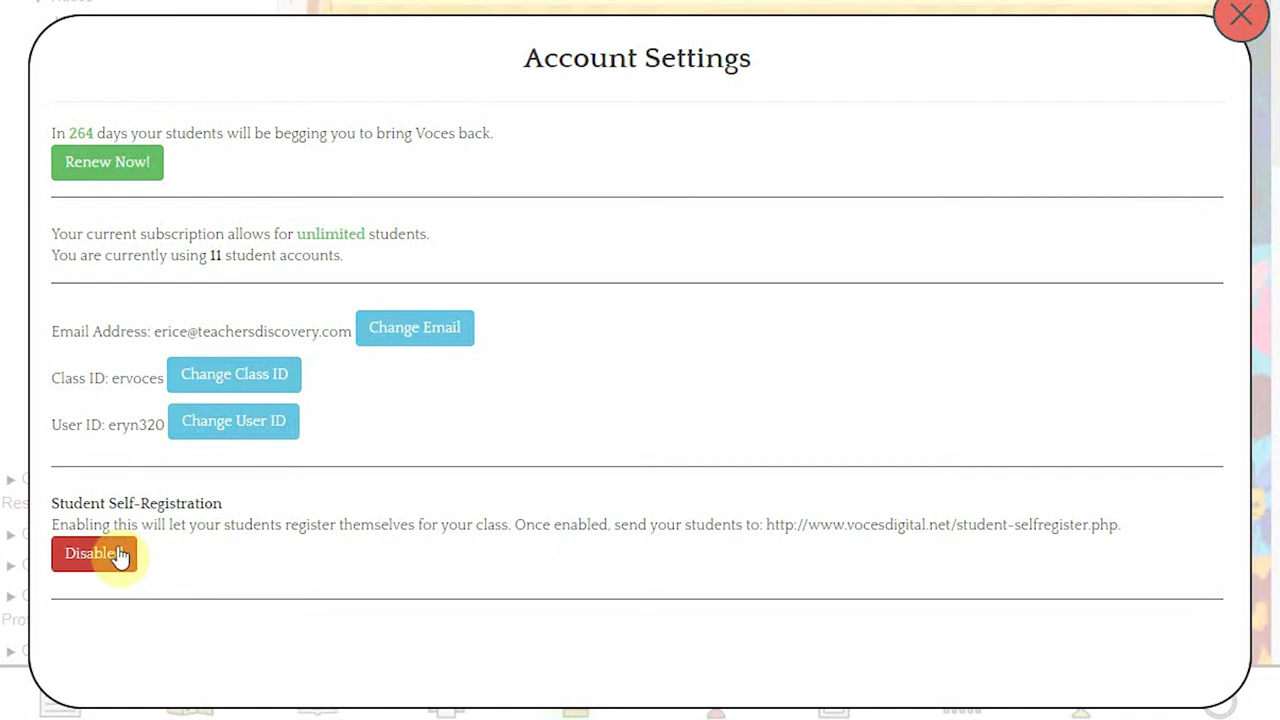 Account Settings
In 264 days your students will be begging you to bring Voces back.
Renew Now!
Your current subscription allows for unlimited students.
You are currently using 11 student accounts.
Email Address: erice@teachersdiscovery.com Change Email
Class ID: ervoces Change Class ID
User ID: eryn320 Change User ID
Student Self-Registration
Enabling this will let your students register themselves for your class. Once enabled, send your students to: http://www.vocesdigital.net/student-selfregister.php.